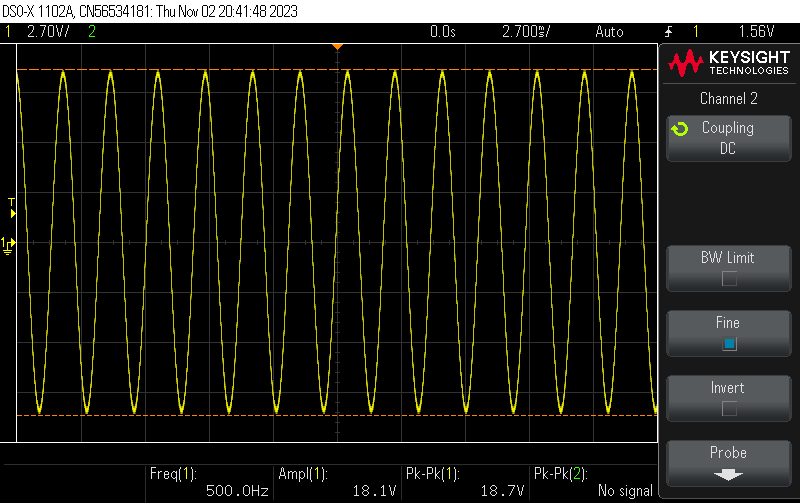 DSO-X 1102A, CN56534181: Thu Nov 02 20:41:48 2023
1 2.70V/ 2 0.0s 2.700ms/ Auto 1 1.56V
KEYSIGHT
TECHNOLOGIES
Channel 2
Coupling
DC
T
1
BW Limit
Fine
Invert
Probe
Freq(1): Ampl(1): Pk-Pk(1): Pk-Pk(2):
500.0Hz 18.1V 18.7V No signal